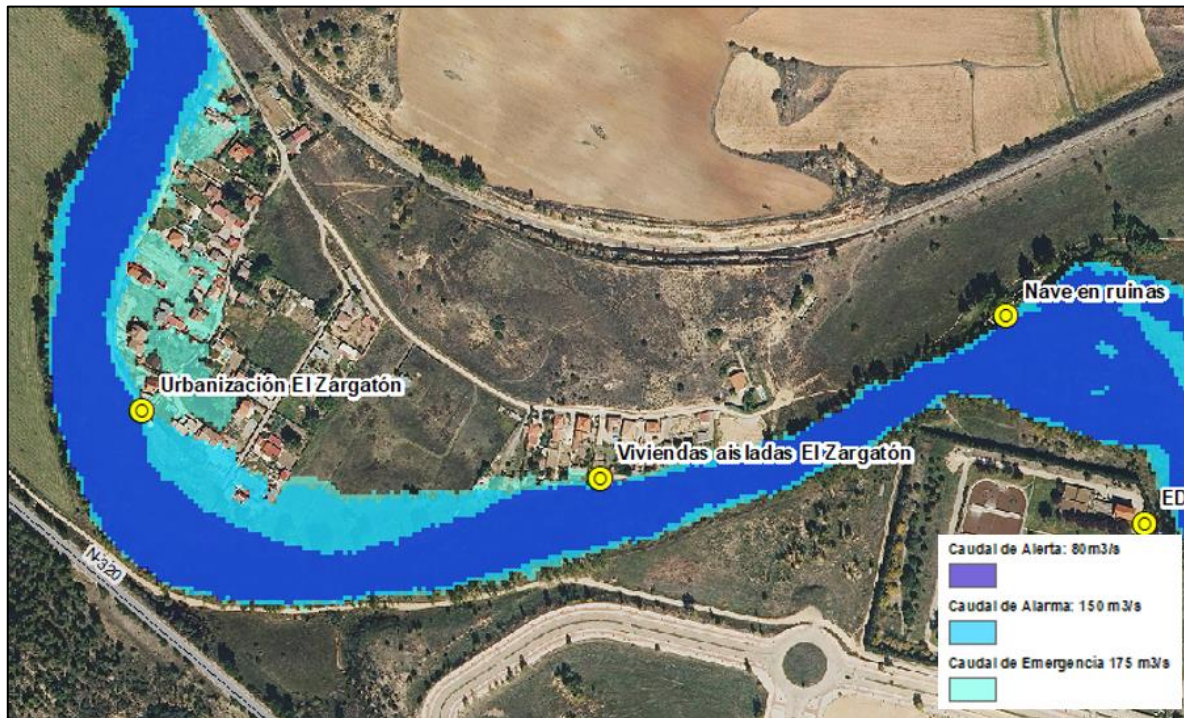 Nave en ruinas
Urbanización El Zargatón
Viviendas aisladas El Zargatón
ED
N-320
Caudal de Alerta: 80m3/s
Caudal de Alarma: 150 m3/s
Caudal de Emergencia 175 m3/s